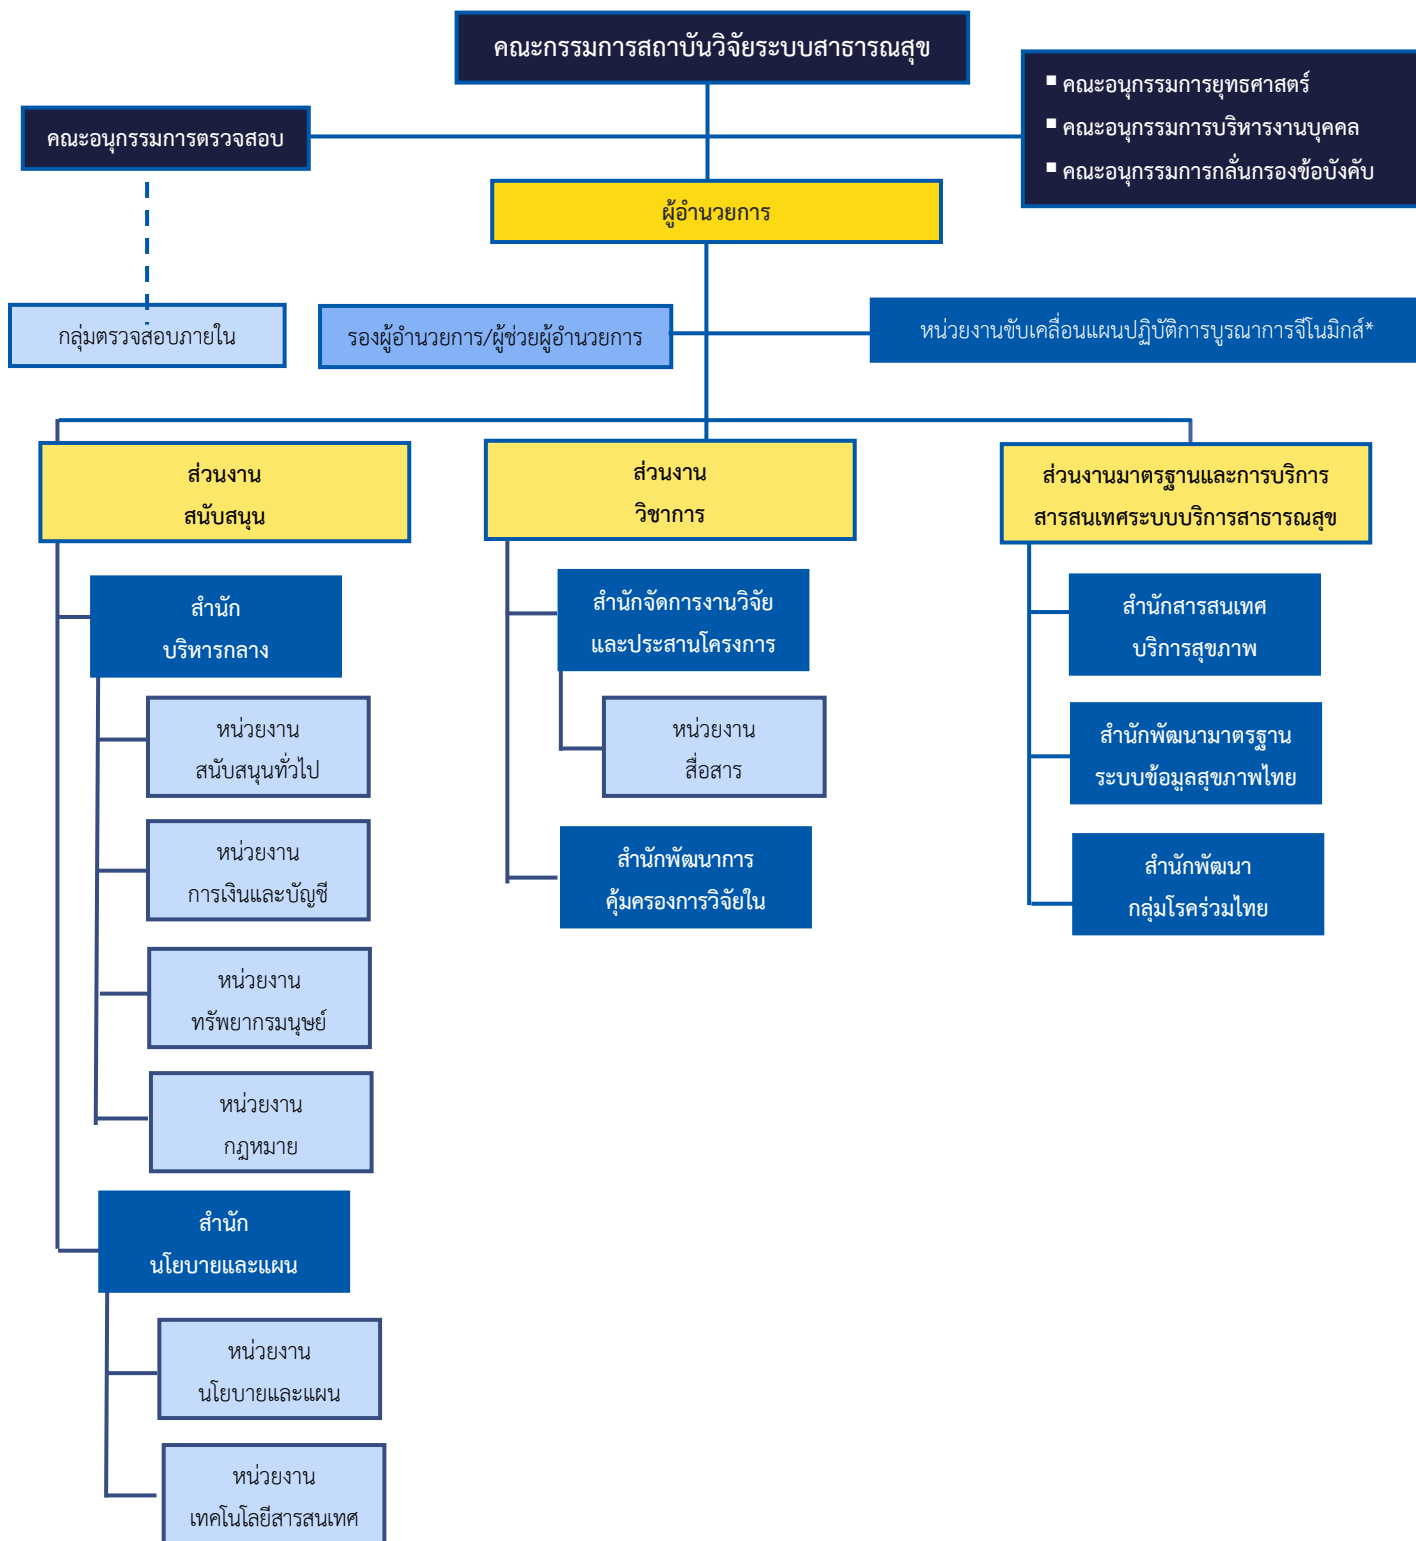 คณะกรรมการสถาบันวิจัยระบบสาธารณสุข
▪ คณะอนุกรรมการยุทธศาสตร์
▪ คณะอนุกรรมการบริหารงานบุคคล
▪ คณะอนุกรรมการกลั่นกรองข้อบังคับ
คณะอนุกรรมการตรวจสอบ
ผู้อำนวยการ
กลุ่มตรวจสอบภายใน
รองผู้อำนวยการ/ผู้ช่วยผู้อำนวยการ
หน่วยงานขับเคลื่อนแผนปฏิบัติการบูรณาการจีโนมิกส์*
ส่วนงาน
สนับสนุน
สำนัก
บริหารกลาง
หน่วยงาน
สนับสนุนทั่วไป
หน่วยงาน
การเงินและบัญชี
หน่วยงาน
ทรัพยากรมนุษย์
หน่วยงาน
กฎหมาย
สำนัก
นโยบายและแผน
หน่วยงาน
นโยบายและแผน
หน่วยงาน
เทคโนโลยีสารสนเทศ
ส่วนงาน
วิชาการ
สำนักจัดการงานวิจัย
และประสานโครงการ
หน่วยงาน
สื่อสาร
สำนักพัฒนาการ
คุ้มครองการวิจัยใน
ส่วนงานมาตรฐานและการบริการ
สารสนเทศระบบบริการสาธารณสุข
สำนักสารสนเทศ
บริการสุขภาพ
สำนักพัฒนามาตรฐาน
ระบบข้อมูลสุขภาพไทย
สำนักพัฒนา
กลุ่มโรคร่วมไทย